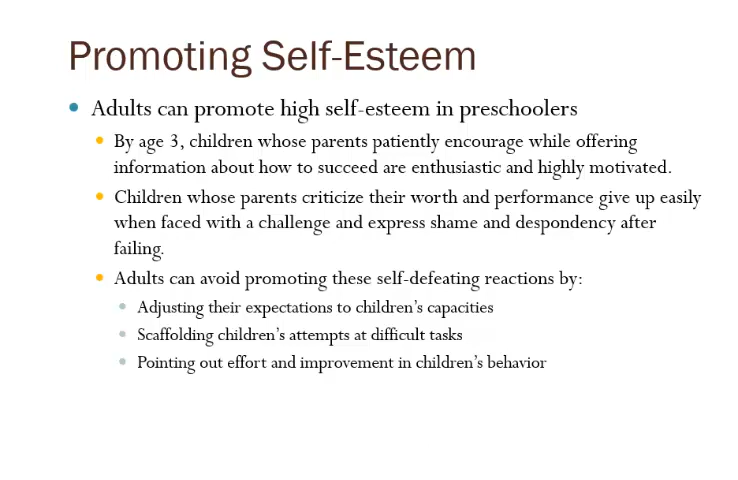 Promoting Self-Esteem
Adults can promote high self-esteem in preschoolers
By age 3, children whose parents patiently encourage while offering
information about how to succeed are enthusiastic and highly motivated.
Children whose parents criticize their worth and performance give up easily
when faced with a challenge and express shame and despondency after
failing.
Adults can avoid promoting these self-defeating reactions by:
Adjusting their expectations to children's capacities
Scaffolding children's attempts at difficult tasks
Pointing out effort and improvement in children's behavior